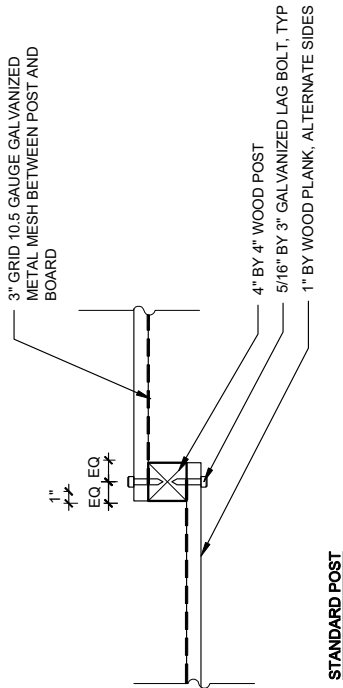 3" GRID 10.5 GAUGE GALVANIZED
METAL MESH BETWEEN POST AND
BOARD
1"
EQ EQ
4" BY 4" WOOD POST
5/16" BY 3" GALVANIZED LAG BOLT, TYP
1" BY WOOD PLANK, ALTERNATE SIDES
STANDARD POST